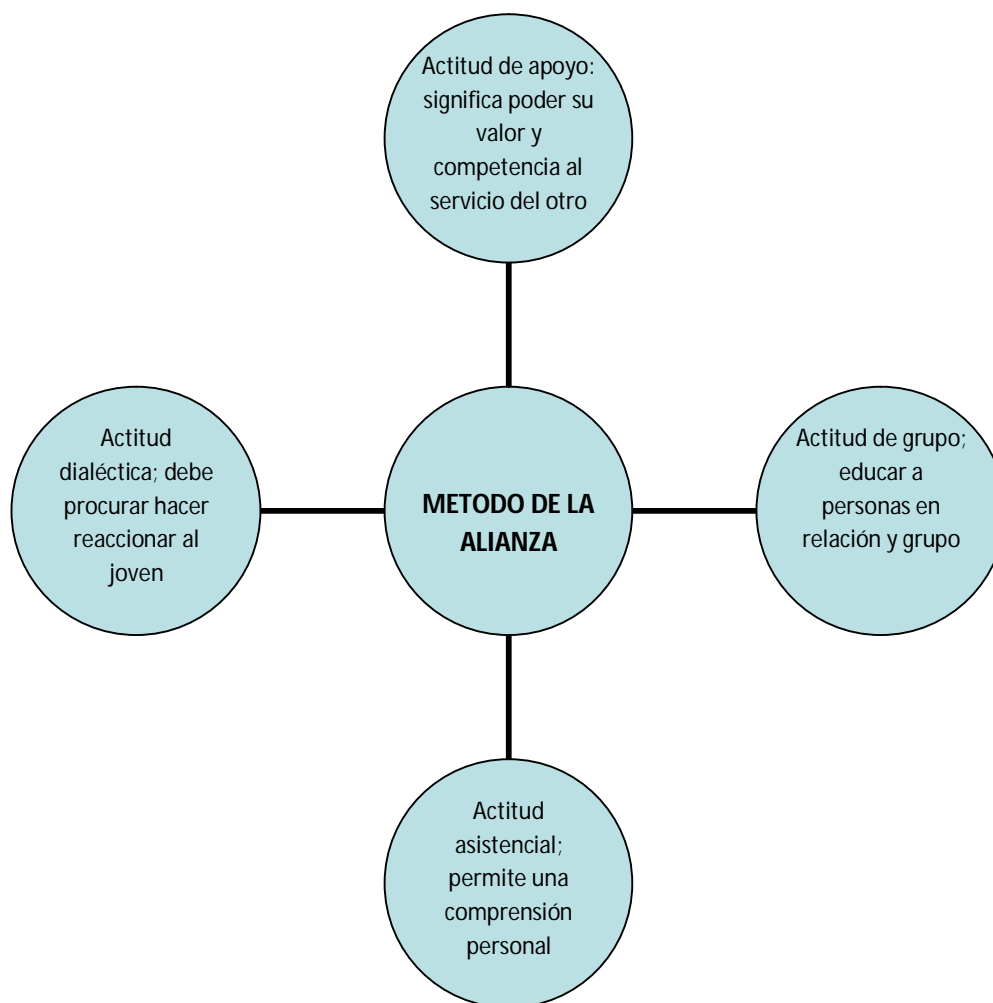 Actitud de apoyo:
significa poder su
valor y
competencia al
servicio del otro
Actitud
dialéctica; debe
procurar hacer
reaccionar al
joven
METODO DE LA
ALIANZA
Actitud de grupo;
educar a
personas en
relación y grupo
Actitud
asistencial;
permite una
comprensión
personal